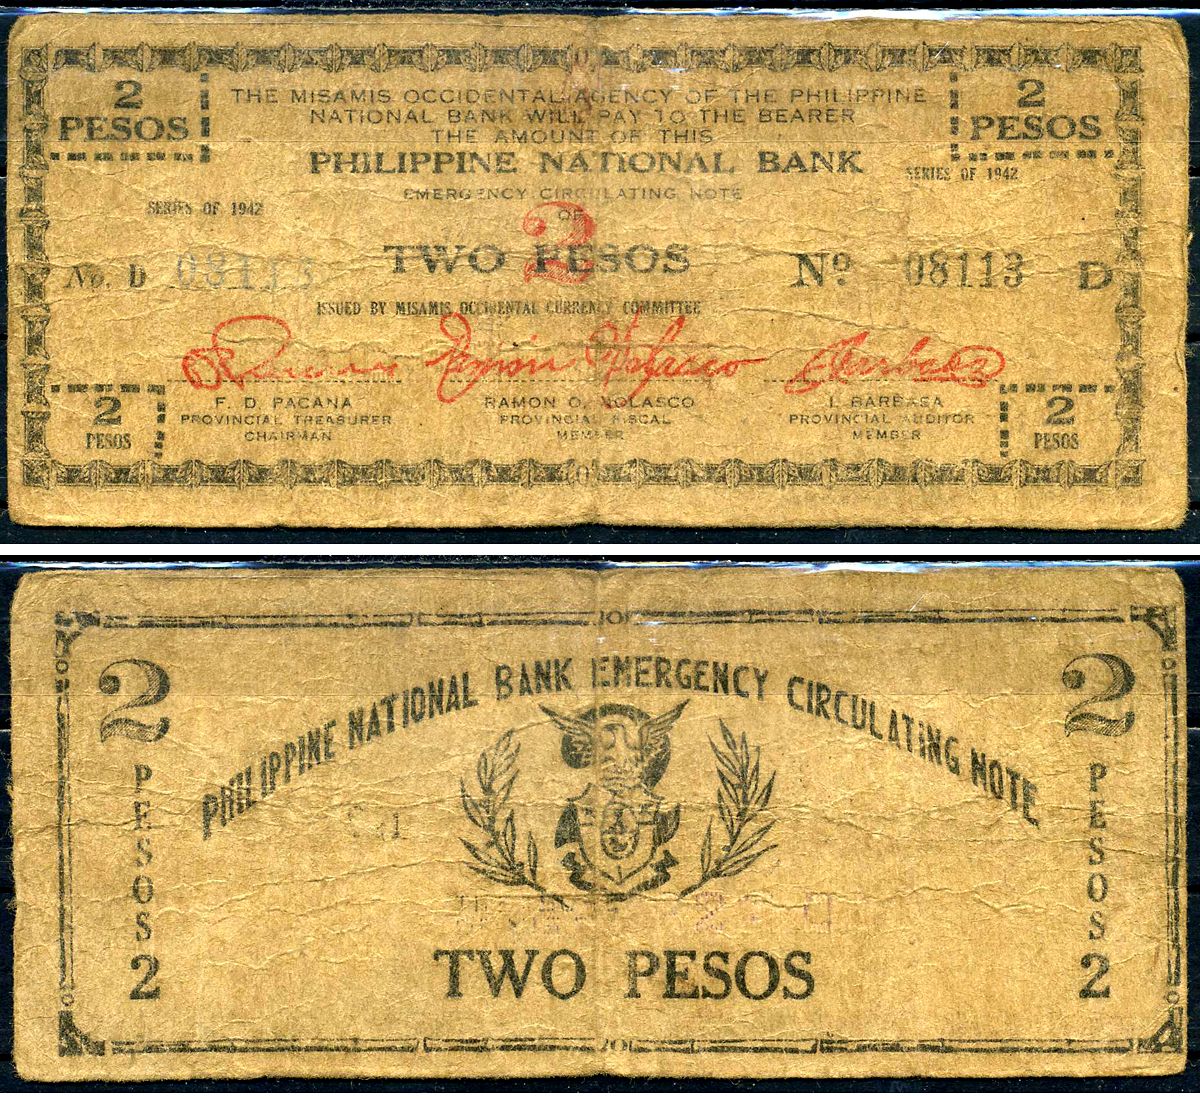 2
PESOS
THE MISAMIS OCCIDENTAL AGENCY OF THE PHILIPPINE
NATIONAL BANK WILL PAY TO THE BEARER
THE AMOUNT OF THIS
PHILIPPINE NATIONAL BANK
EMERGENCY CIRCULATING NOTE
OF
2
TWO PESOS
2
PESOS
SERIES OF 1942
SERIES OF 1942
No. D 08113
Nº 08113 D
ISSUED BY MISAMIS OCCIDENTAL CURRENCY COMMITTEE
F. D. PACANA
PROVINCIAL TREASURER
CHAIRMAN
RAMON O. NOLASCO
PROVINCIAL FISCAL
MEMBER
I. BARBASA
PROVINCIAL AUDITOR
MEMBER
2
PESOS
2
PESOS
PHILIPPINE NATIONAL BANK EMERGENCY CIRCULATING NOTE
2
PESOS
2
2
PESOS
2
TWO PESOS